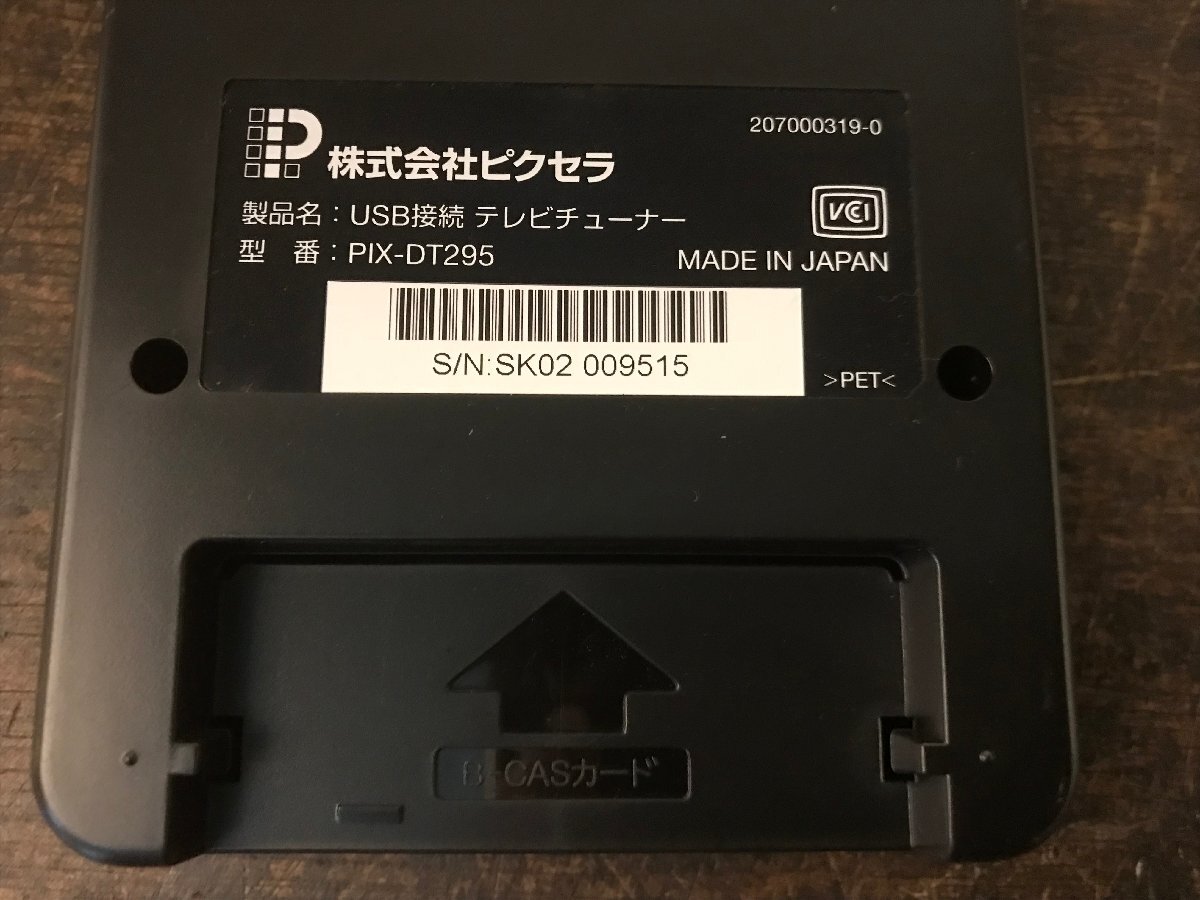 207000319-0
株式会社ピクセラ
製品名：USB接続 テレビチューナー
VCCI
型 番：PIX-DT295
MADE IN JAPAN
S/N:SK02 009515
>PET<
B-CASカード